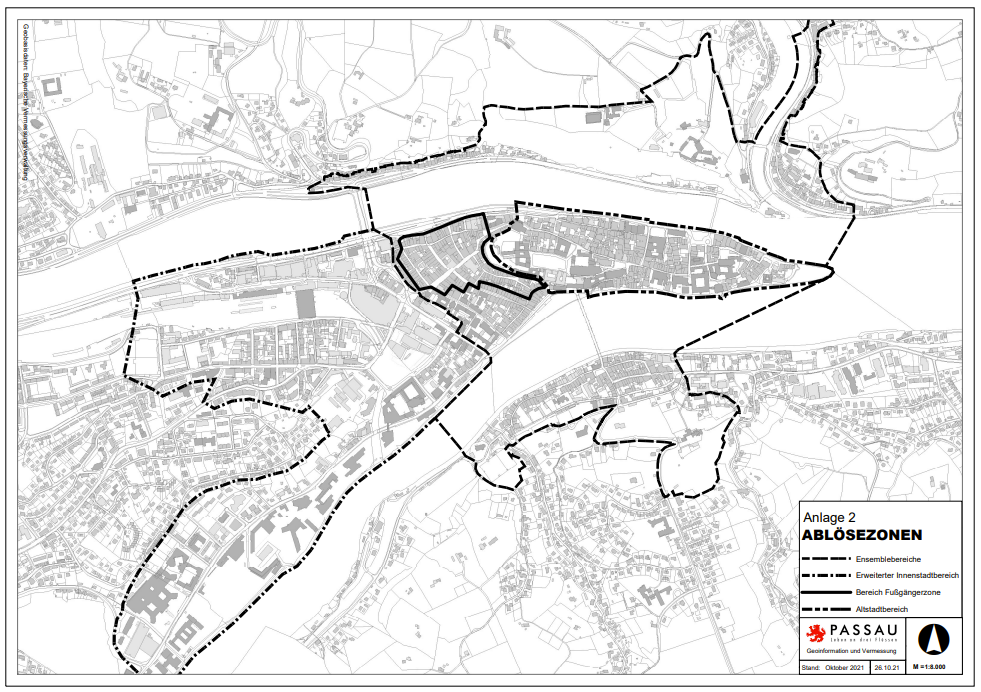 Geobasisdaten: Bayerische Vermessungsverwaltung
Anlage 2
ABLÖSEZONEN
Ensemblebereiche
Erweiterter Innenstadtbereich
Bereich Fußgängerzone
Altstadtbereich
PASSAU
Leben an drei Flüssen
Geoinformation und Vermessung
Stand: Oktober 2021
26.10.21
M =1:8.000